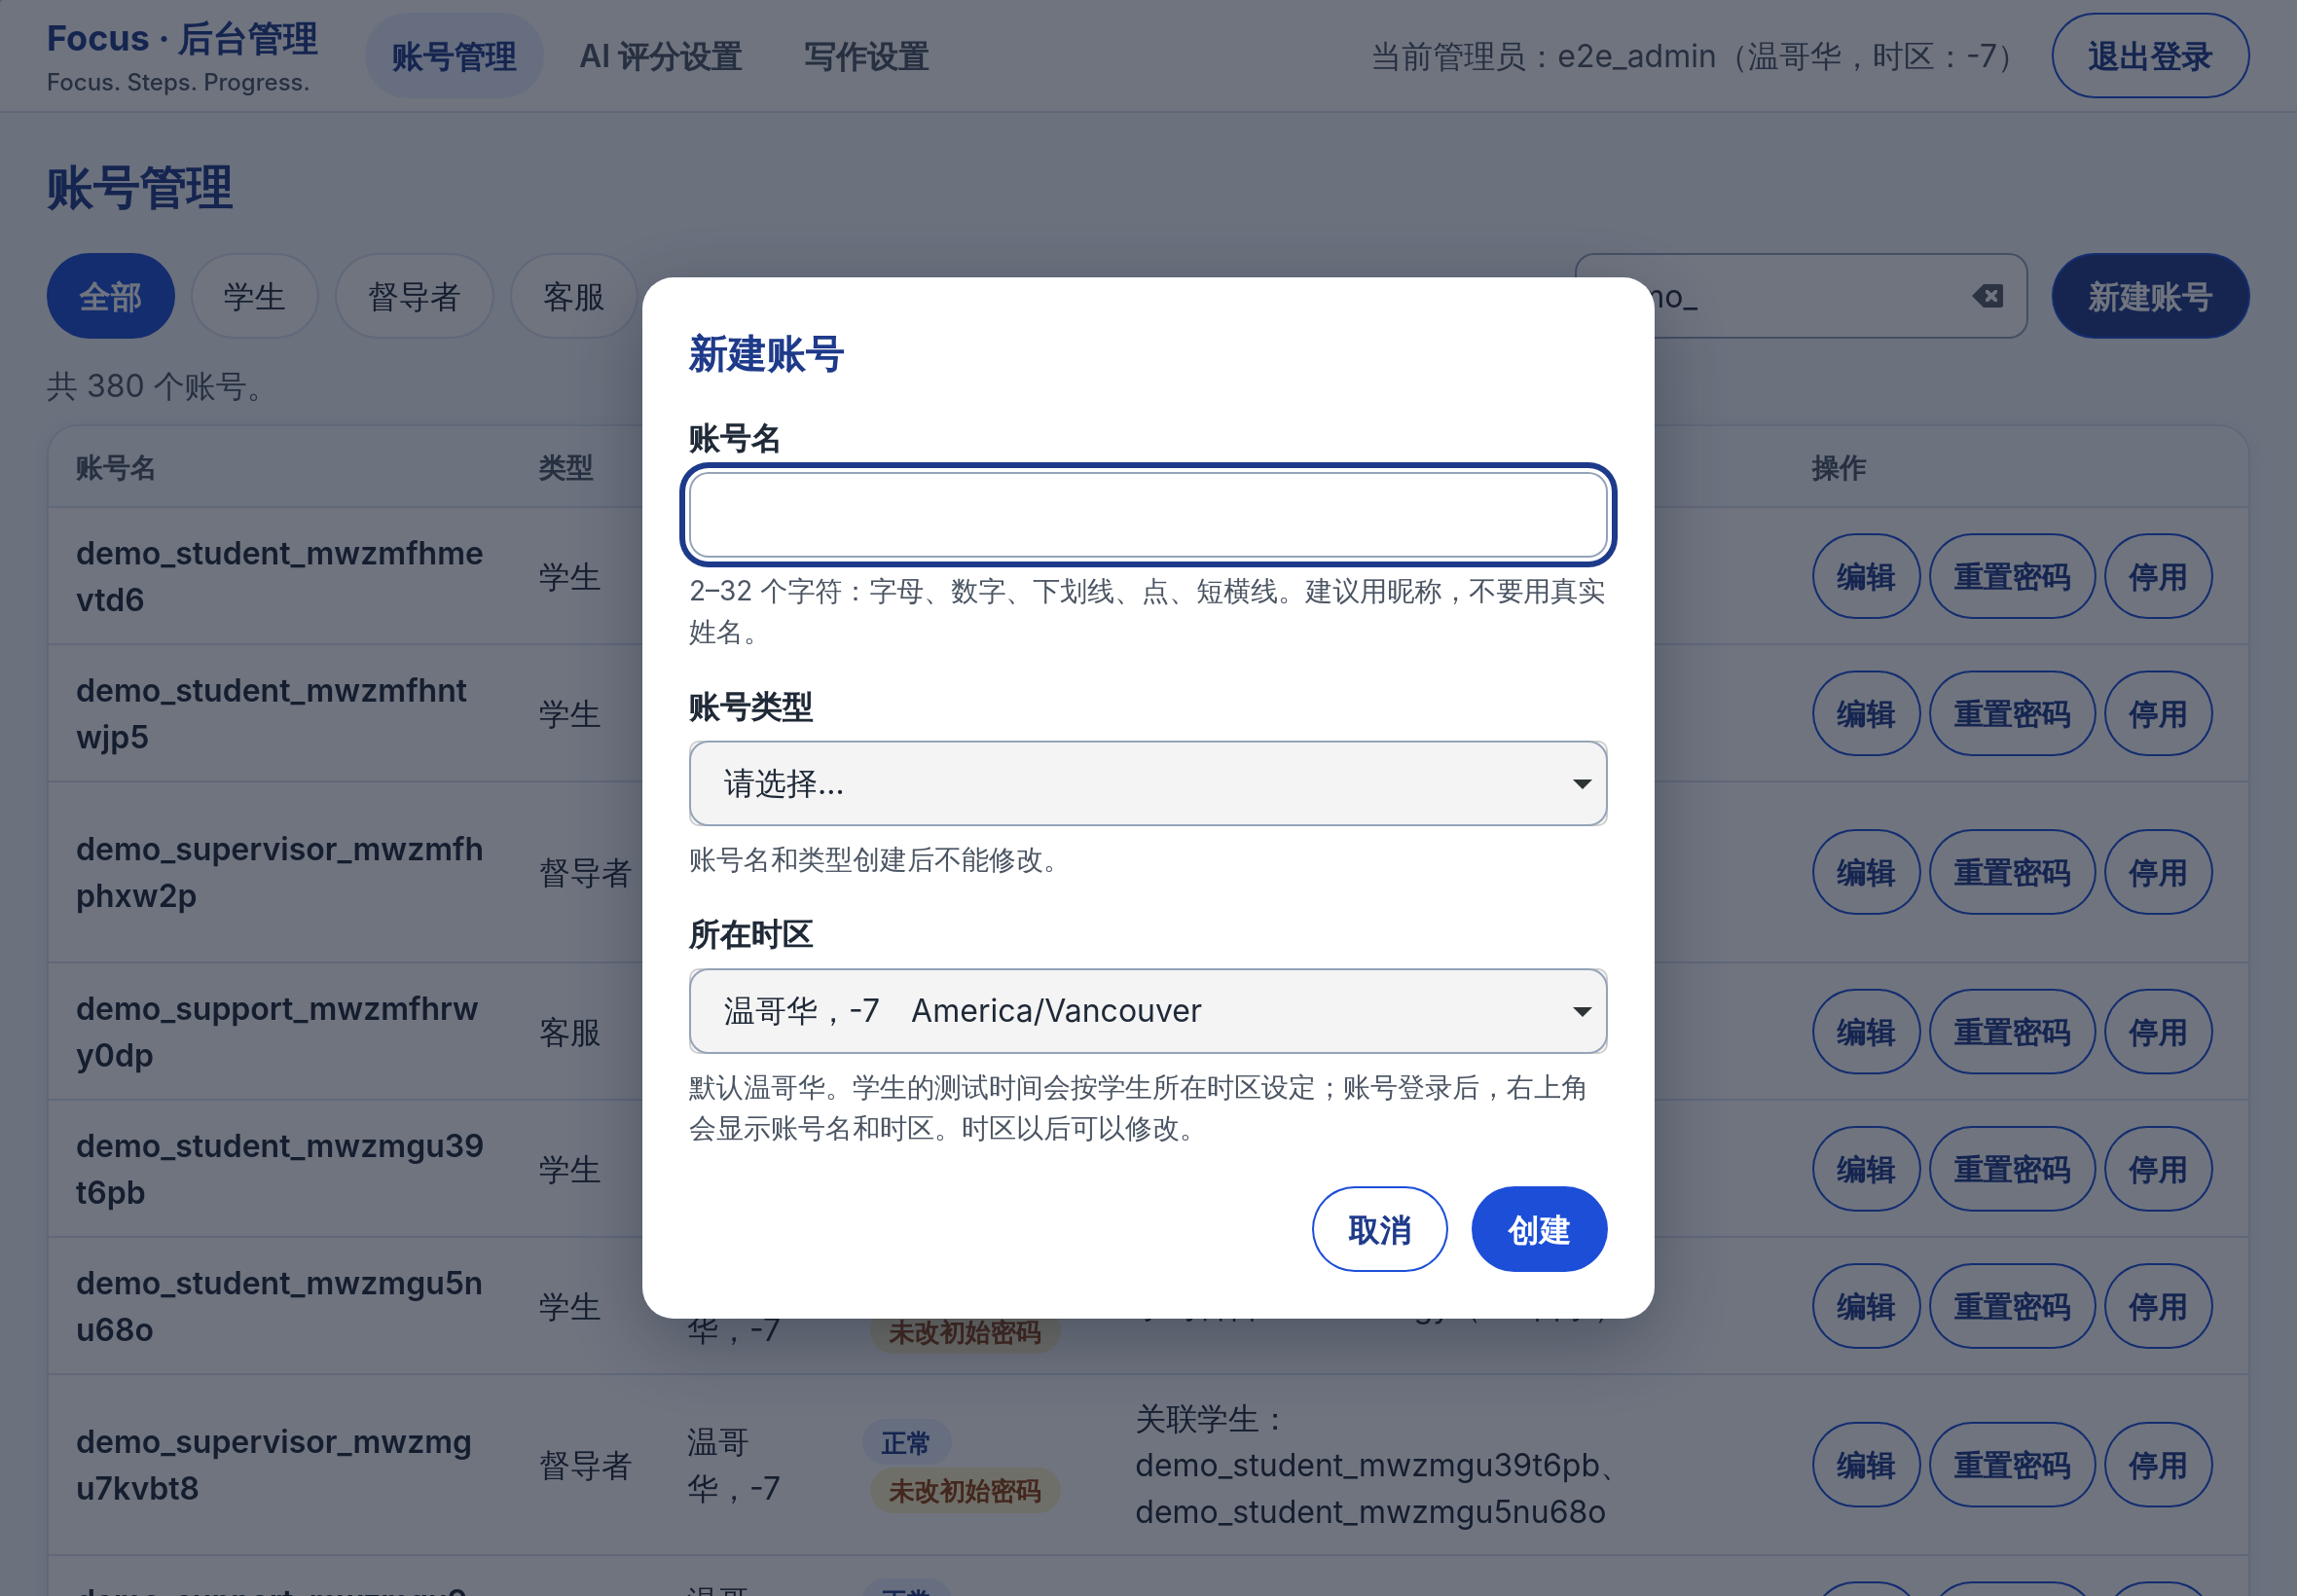 Focus · 后台管理
Focus. Steps. Progress.
账号管理
AI 评分设置
写作设置
当前管理员：e2e_admin（温哥华，时区：-7）
退出登录
账号管理
全部
学生
督导者
客服
no_
新建账号
共 380 个账号。
账号名
类型
操作
demo_student_mwzmfhme
vtd6
学生
编辑
重置密码
停用
demo_student_mwzmfhnt
wjp5
学生
编辑
重置密码
停用
demo_supervisor_mwzmfh
phxw2p
督导者
编辑
重置密码
停用
demo_support_mwzmfhrw
y0dp
客服
编辑
重置密码
停用
demo_student_mwzmgu39
t6pb
学生
编辑
重置密码
停用
demo_student_mwzmgu5n
u68o
学生
华，-7
未改初始密码
编辑
重置密码
停用
demo_supervisor_mwzmg
u7kvbt8
督导者
温哥
华，-7
正常
未改初始密码
关联学生：
demo_student_mwzmgu39t6pb、
demo_student_mwzmgu5nu68o
编辑
重置密码
停用
新建账号
账号名
2–32 个字符：字母、数字、下划线、点、短横线。建议用昵称，不要用真实
姓名。
账号类型
请选择...
账号名和类型创建后不能修改。
所在时区
温哥华，-7 America/Vancouver
默认温哥华。学生的测试时间会按学生所在时区设定；账号登录后，右上角
会显示账号名和时区。时区以后可以修改。
取消
创建